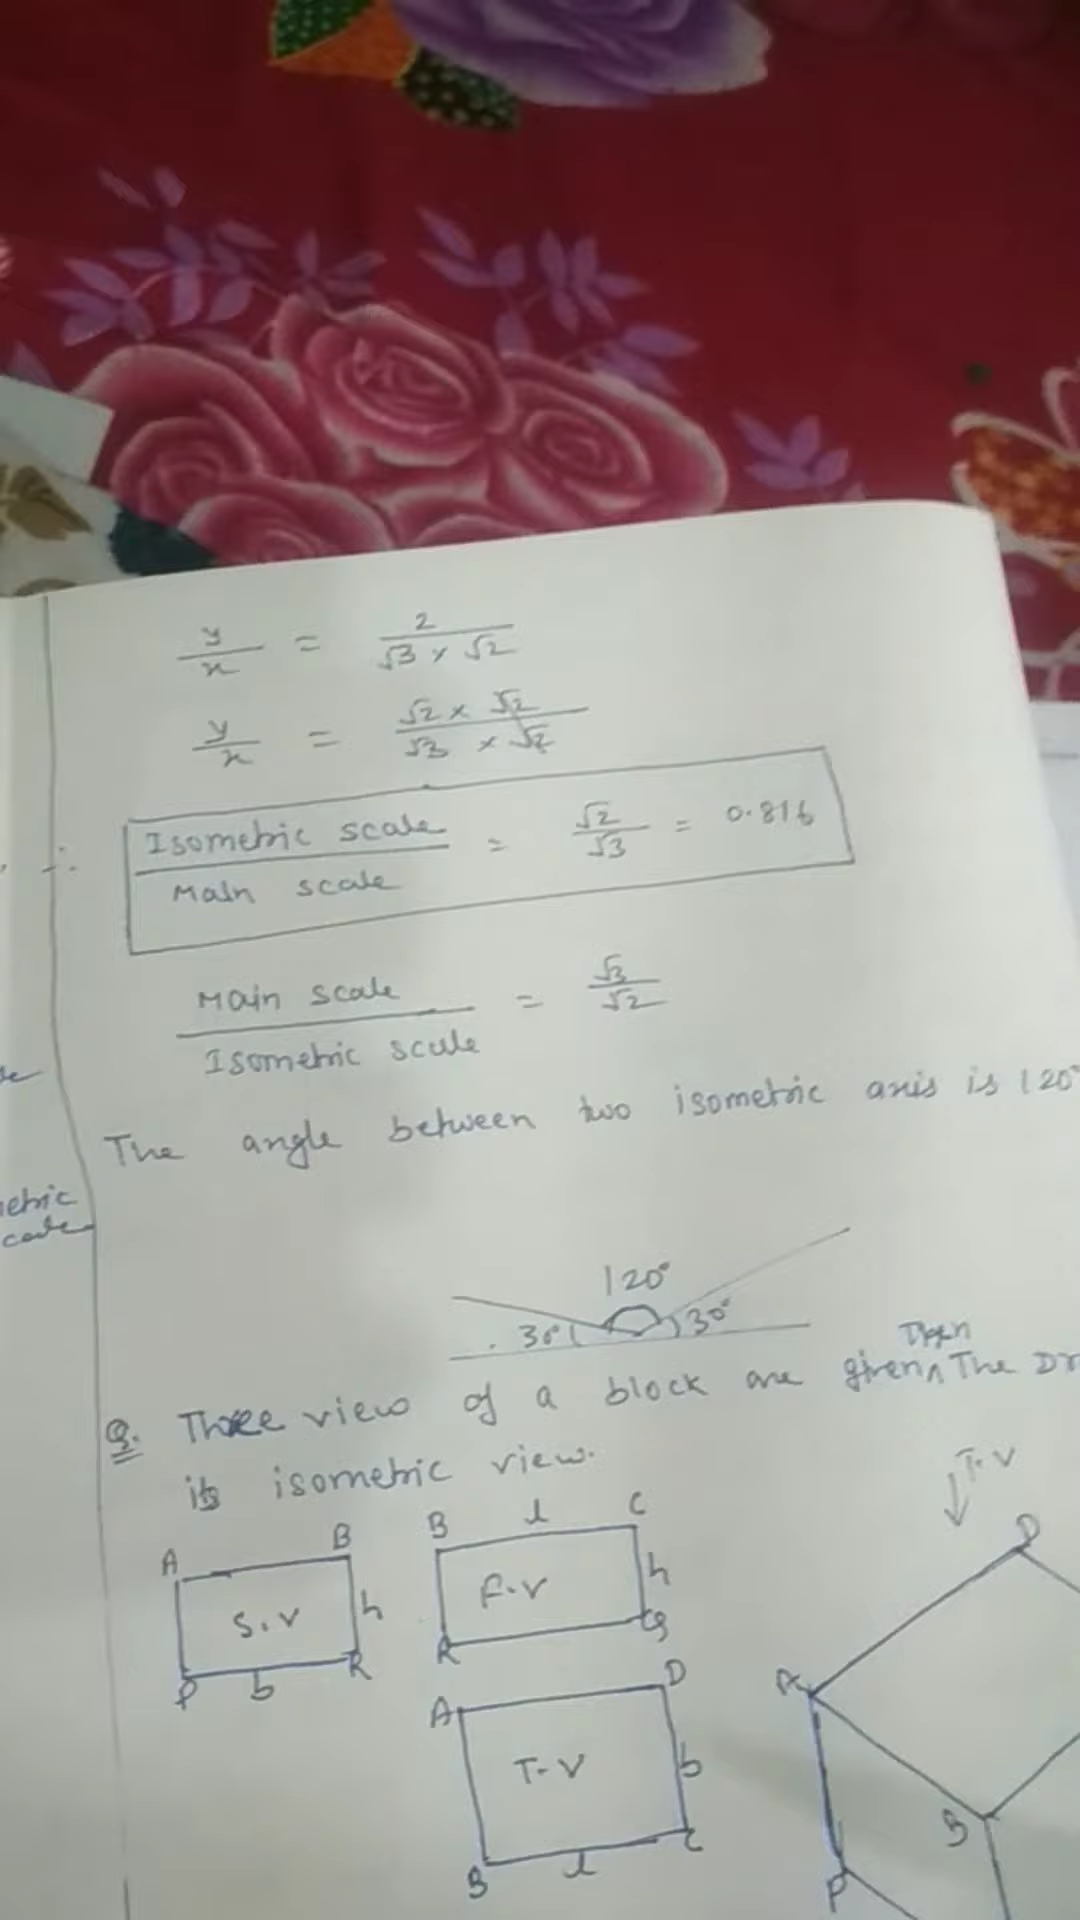 y/x = 2/(√3 × √2)
y/x = (√2 × √2)/(√3 × √2)
∴ Isometric scale / Main scale = √2/√3 = 0.816
Main scale / Isometric scale = √3/√2
The angle between two isometric axis is 120°
120°
30° 30°
Then
Q. Three view of a block are given The
its isometric view.
T.V
A B B l C D
S.V h F.V h
P b R R
A D A
T-V b
B l C B
P